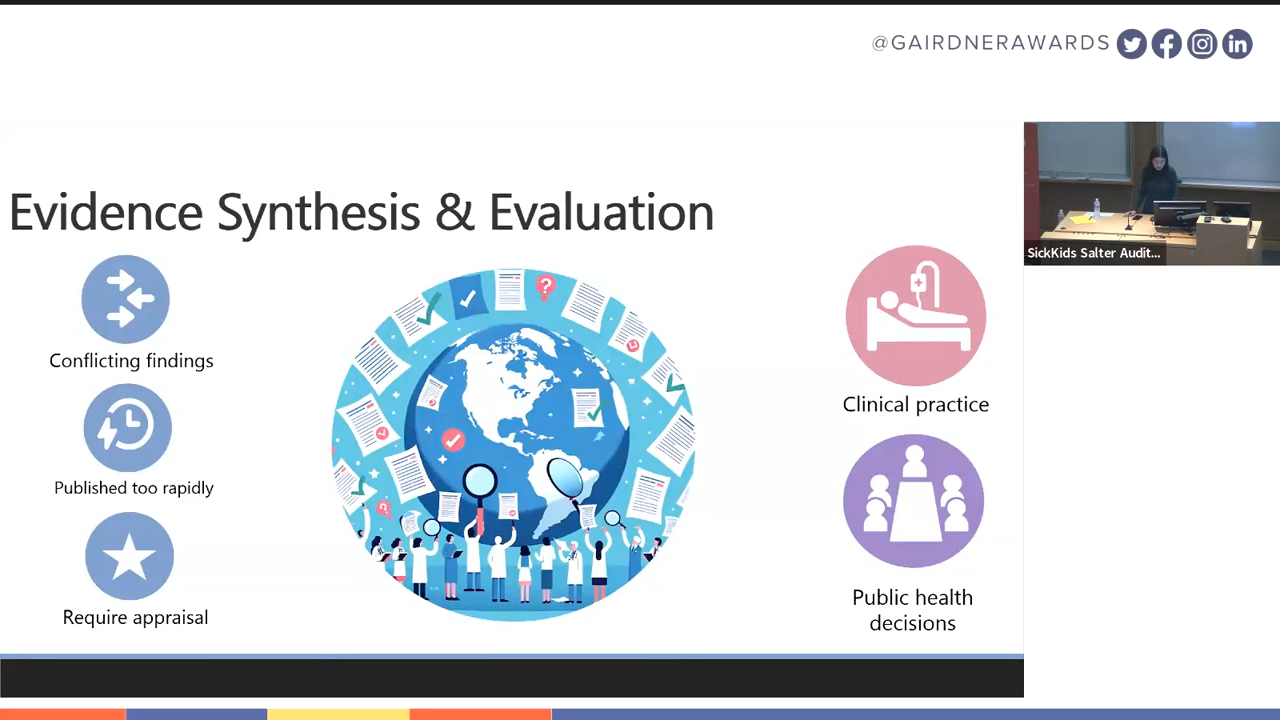 @GAIRDNERAWARDS
Evidence Synthesis & Evaluation
Conflicting findings
Published too rapidly
Require appraisal
Clinical practice
Public health
decisions
SickKids Salter Audit...